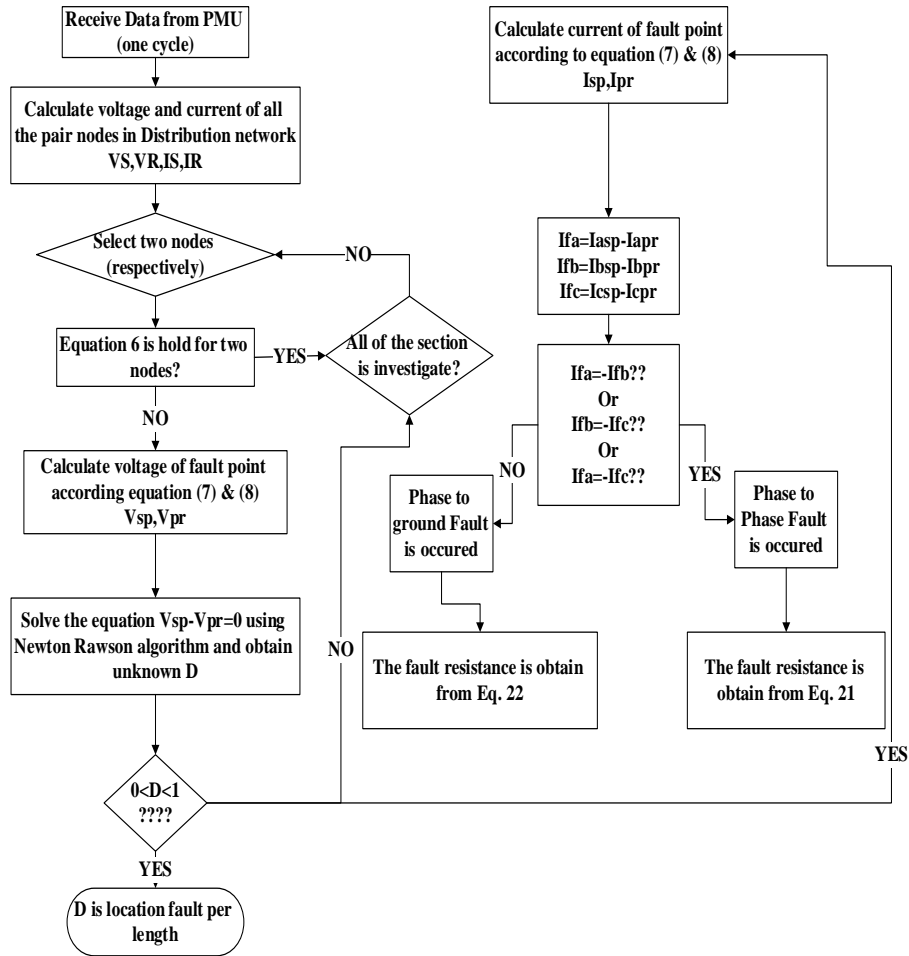 Receive Data from PMU
(one cycle)
Calculate voltage and current of all
the pair nodes in Distribution network
VS,VR,IS,IR
Select two nodes
(respectively)
NO
Equation 6 is hold for two
nodes?
YES
All of the section
is investigate?
NO
Calculate voltage of fault point
according equation (7) & (8)
Vsp,Vpr
Solve the equation Vsp-Vpr=0 using
Newton Rawson algorithm and obtain
unknown D
NO
0<D<1
????
YES
D is location fault per
length
Calculate current of fault point
according to equation (7) & (8)
Isp,Ipr
Ifa=Iasp-Iapr
Ifb=Ibsp-Ibpr
Ifc=Icsp-Icpr
Ifa=-Ifb??
Or
Ifb=-Ifc??
Or
Ifa=-Ifc??
NO
YES
Phase to
ground Fault
is occured
Phase to
Phase Fault
is occured
The fault resistance is obtain
from Eq. 22
The fault resistance is
obtain from Eq. 21
YES